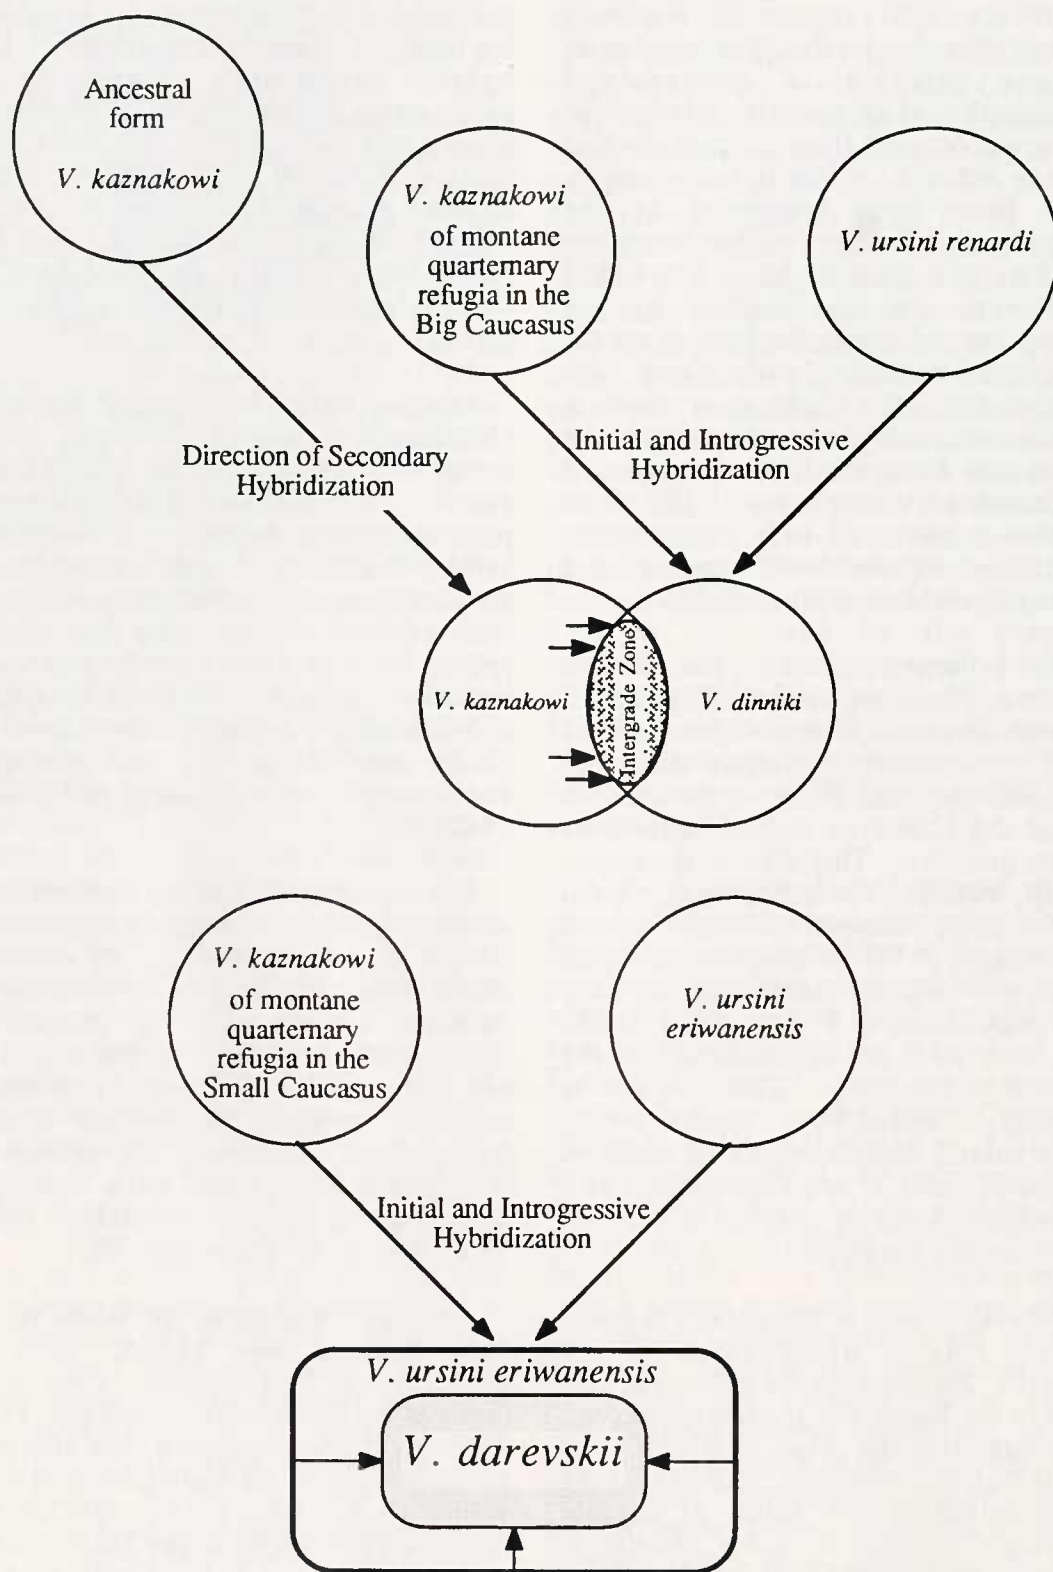 Ancestral
form
V. kaznakowi
V. kaznakowi
of montane
quarternary
refugia in the
Big Caucasus
V. ursini renardi
Direction of Secondary
Hybridization
Initial and Introgressive
Hybridization
V. kaznakowi
Intergrade Zone
V. dinniki
V. kaznakowi
of montane
quarternary
refugia in the
Small Caucasus
V. ursini
eriwanensis
Initial and Introgressive
Hybridization
V. ursini eriwanensis
V. darevskii